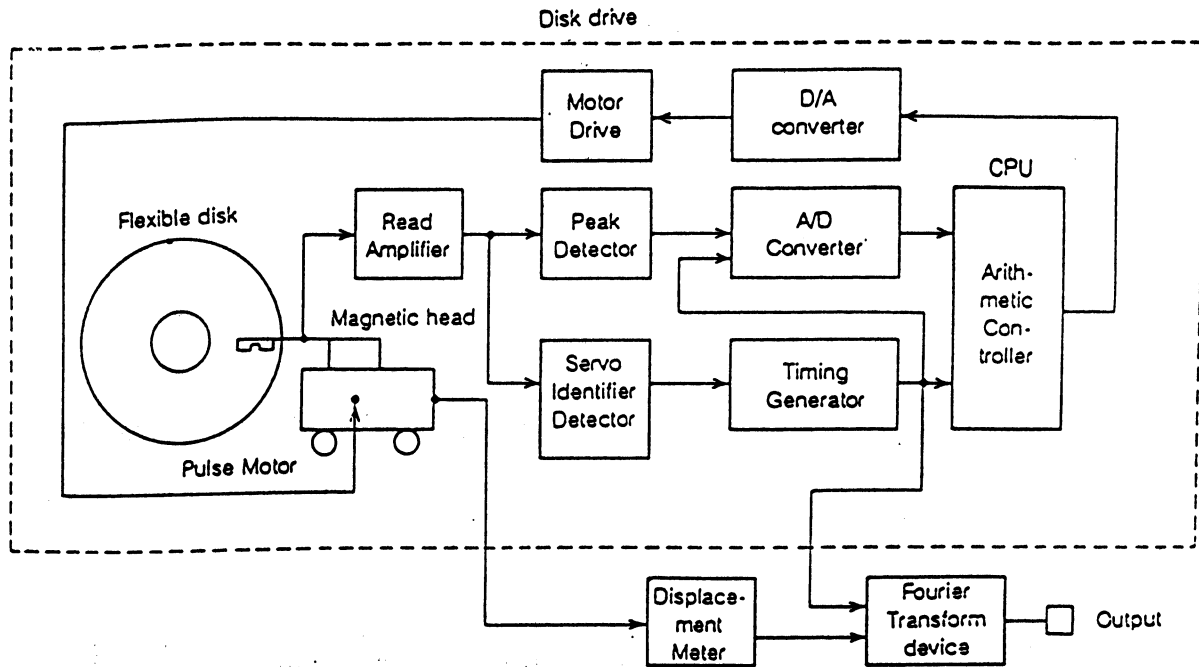 Disk drive
Motor
Drive
D/A
converter
CPU
Flexible disk
Read
Amplifier
Peak
Detector
A/D
Converter
Arith-
metic
Con-
troller
Magnetic head
Servo
Identifier
Detector
Timing
Generator
Pulse Motor
Displace-
ment
Meter
Fourier
Transform
device
Output